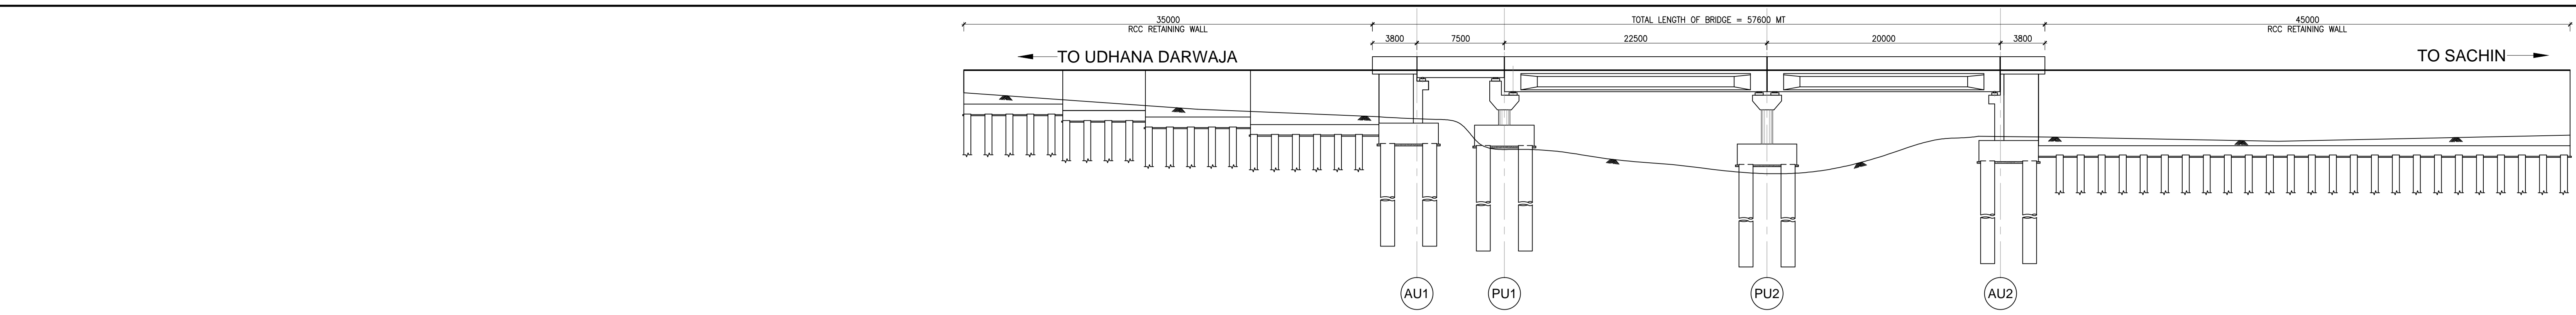 35000
RCC RETAINING WALL
TOTAL LENGTH OF BRIDGE = 57600 MT
45000
RCC RETAINING WALL
3800
7500
22500
20000
3800
TO UDHANA DARWAJA
TO SACHIN
AU1
PU1
PU2
AU2